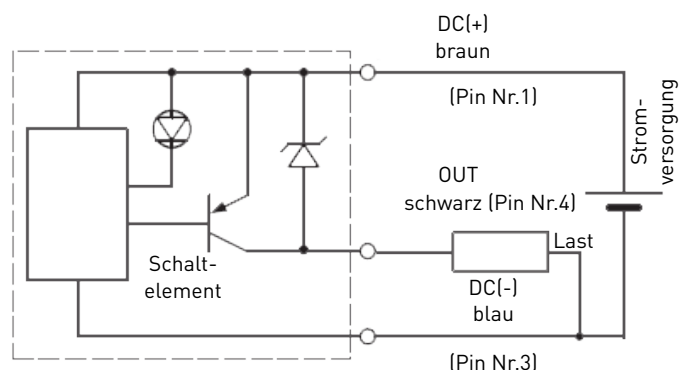 DC(+)
braun
(Pin Nr.1)
Strom-
versorgung
OUT
schwarz (Pin Nr.4)
Last
Schalt-
element
DC(-)
blau
(Pin Nr.3)